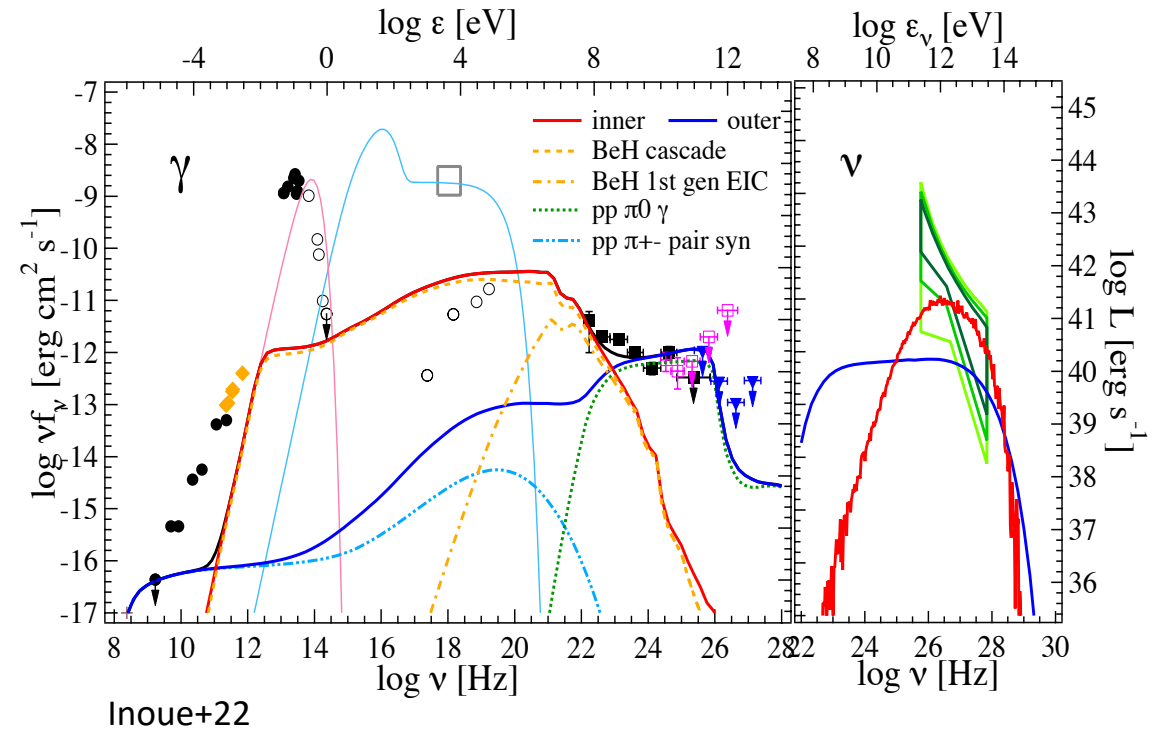 log ε [eV]
log ε_ν [eV]
-4 0 4 8 12
8 10 12 14
-7
-8
-9
-10
-11
-12
-13
-14
-15
-16
-17
log νf_ν [erg cm² s⁻¹]
γ
inner outer
BeH cascade
BeH 1st gen EIC
pp π0 γ
pp π+- pair syn
ν
45
44
43
42
41
40
39
38
37
36
log L [erg s⁻¹]
8 10 12 14 16 18 20 22 24 26 28
22 24 26 28 30
log ν [Hz]
log ν [Hz]
Inoue+22